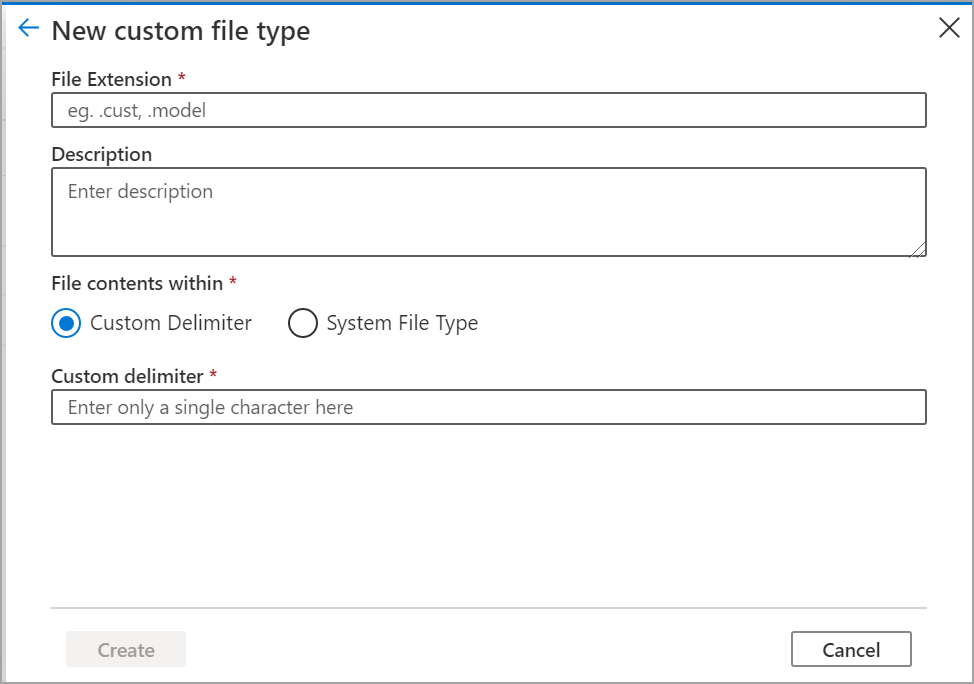 New custom file type
File Extension *
eg. .cust, .model
Description
Enter description
File contents within *
Custom Delimiter System File Type
Custom delimiter *
Enter only a single character here
Create Cancel